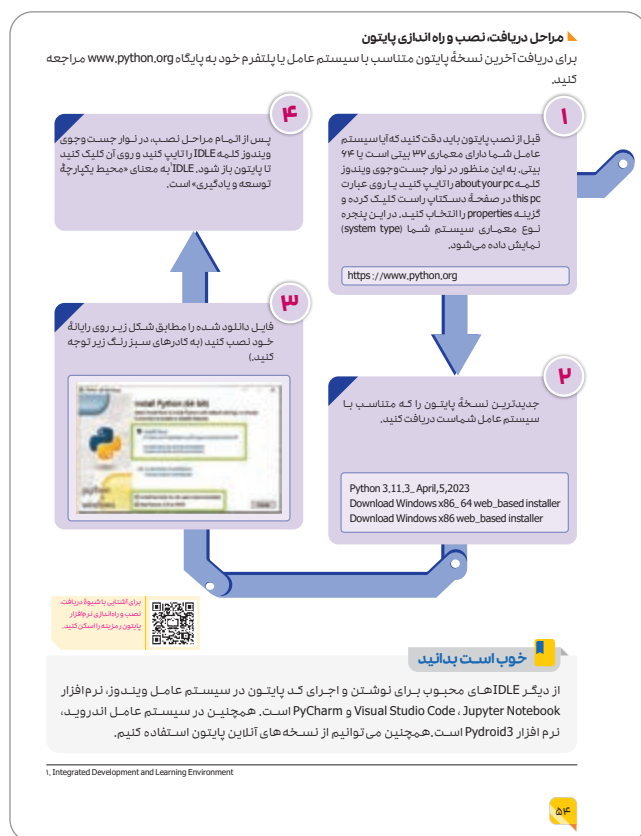 مراحل دریافت، نصب و راه اندازی پایتون
برای دریافت آخرین نسخهٔ پایتون متناسب با سیستم عامل یا پلتفرم خود به پایگاه www.python.org مراجعه
کنید.
۱
قبل از نصب پایتون باید دقت کنید که آیا سیستم
عامل شما دارای معماری ۳۲ بیتی است یا ۶۴
بیتی. به این منظور در نوار جست‌وجوی ویندوز
کلمه about your pc را تایپ کنید یا روی عبارت
this pc در صفحهٔ دسکتاپ راست کلیک کرده و
گزینه properties را انتخاب کنید. در این پنجره
نوع معماری سیستم شما (system type)
نمایش داده می‌شود.
https://www.python.org
۲
جدیدترین نسخهٔ پایتون را که متناسب با
سیستم عامل شماست دریافت کنید.
Python 3.11.3_ April,5,2023
Download Windows x86_ 64 web_based installer
Download Windows x86 web_based installer
۳
فایل دانلود شده را مطابق شکل زیر روی رایانهٔ
خود نصب کنید (به کادرهای سبز رنگ زیر توجه
کنید.)
Install Python (64-bit)
python
windows
۴
پس از اتمام مراحل نصب، در نوار جست‌وجوی
ویندوز کلمه IDLE را تایپ کنید و روی آن کلیک کنید
تا پایتون باز شود. IDLE۱ به معنای «محیط یکپارچهٔ
توسعه و یادگیری» است.
برای آشنایی با شیوهٔ دریافت،
نصب و راه‌اندازی نرم‌افزار
پایتون رمزینه را اسکن کنید.
خوب است بدانید
از دیگر IDLEهای محبوب برای نوشتن و اجرای کد پایتون در سیستم عامل ویندوز، نرم‌افزار
Visual Studio Code ، Jupyter Notebook و PyCharm است. همچنین در سیستم عامل اندروید،
نرم افزار Pydroid3 است. همچنین می‌توانیم از نسخه‌های آنلاین پایتون استفاده کنیم.
۱. Integrated Development and Learning Environment
۵۴